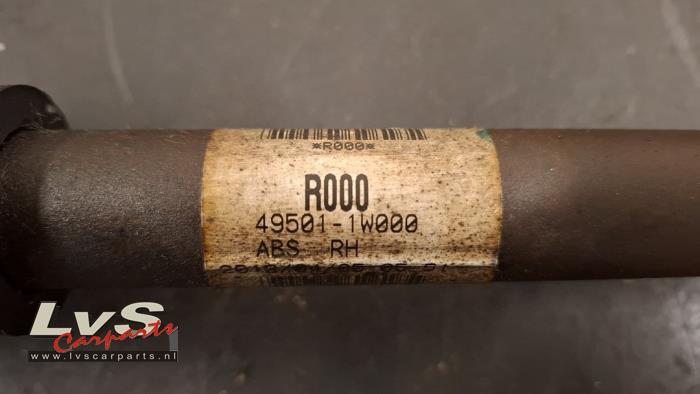 *R000*
R000
49501-1W000
ABS RH
LvS
Carparts
www.lvscarparts.nl